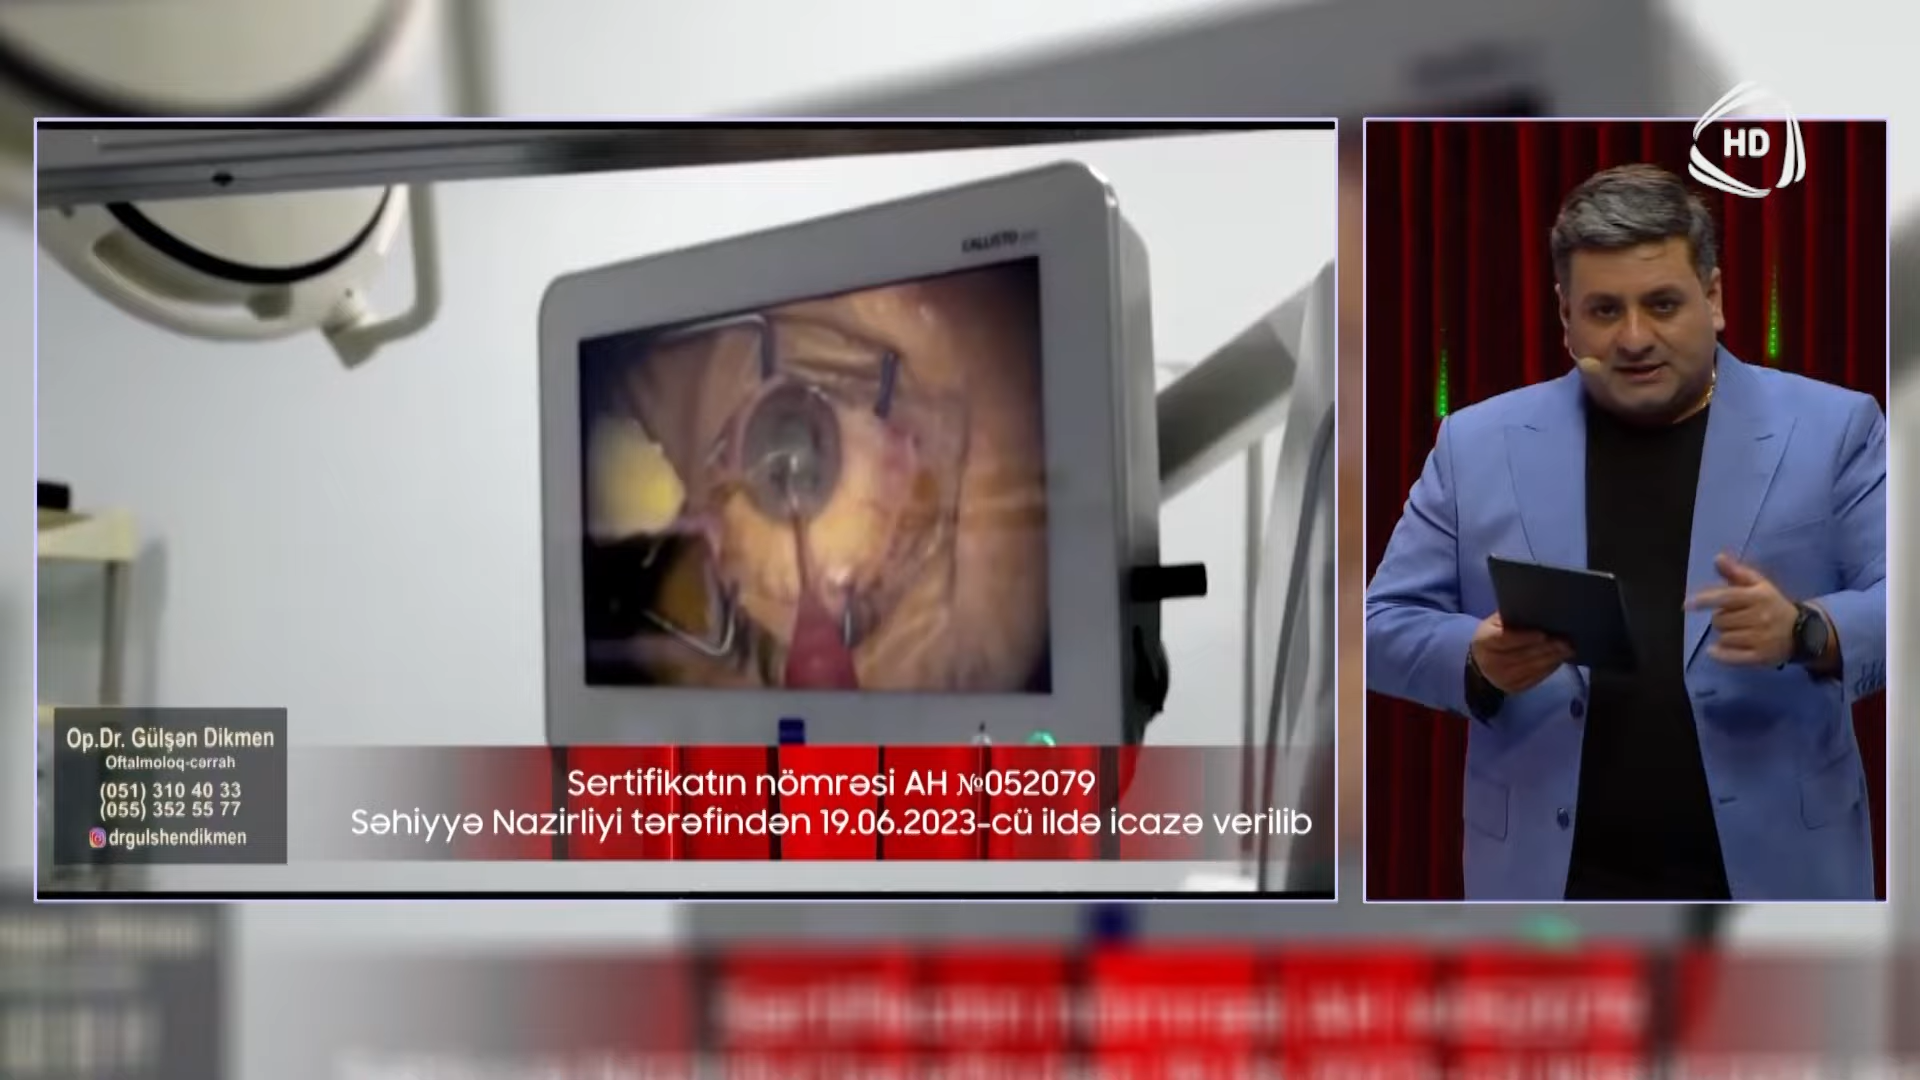 HD
CALLISTO
Op.Dr. Gülşən Dikmen
Oftalmoloq-cərrah
(051) 310 40 33
(055) 352 55 77
drgulshendikmen
Sertifikatın nömrəsi AH №052079
Səhiyyə Nazirliyi tərəfindən 19.06.2023-cü ildə icazə verilib